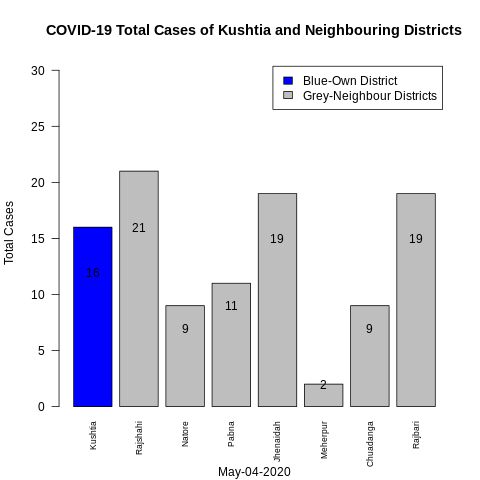 COVID-19 Total Cases of Kushtia and Neighbouring Districts
Blue-Own District
Grey-Neighbour Districts
Total Cases
30
25
20
15
10
5
0
16
21
9
11
19
2
9
19
Kushtia
Rajshahi
Natore
Pabna
Jhenaidah
Meherpur
Chuadanga
Rajbari
May-04-2020